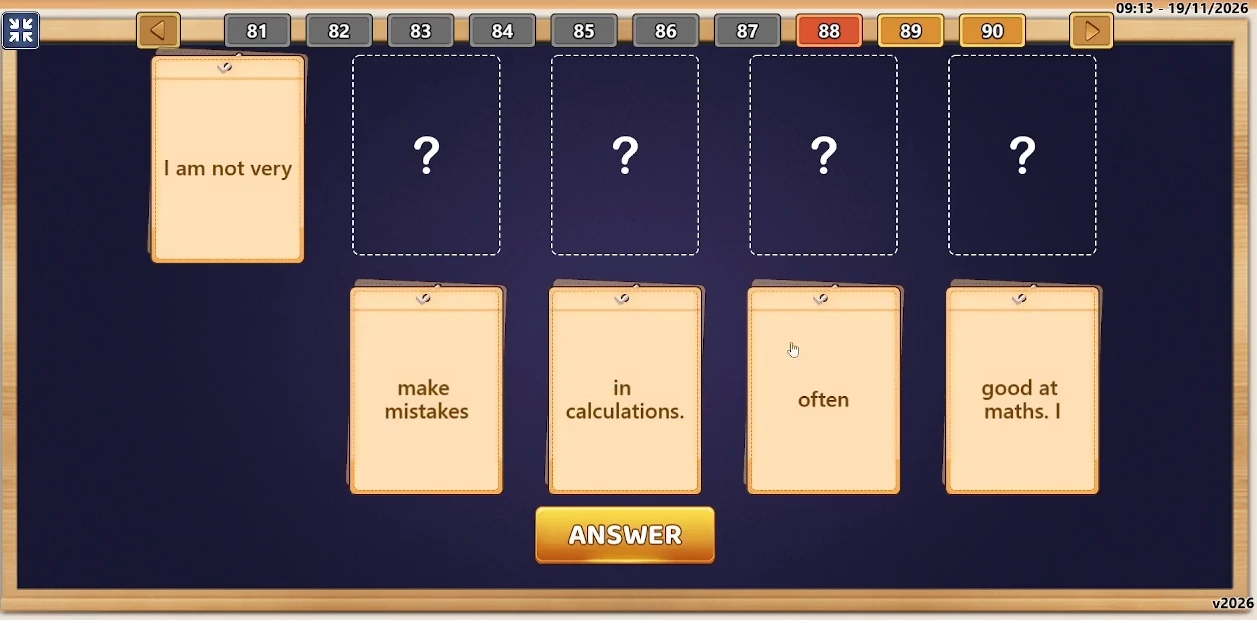 09:13 - 19/11/2026
81 82 83 84 85 86 87 88 89 90
I am not very
?
?
?
?
make
mistakes
in
calculations.
often
good at
maths. I
ANSWER
v2026